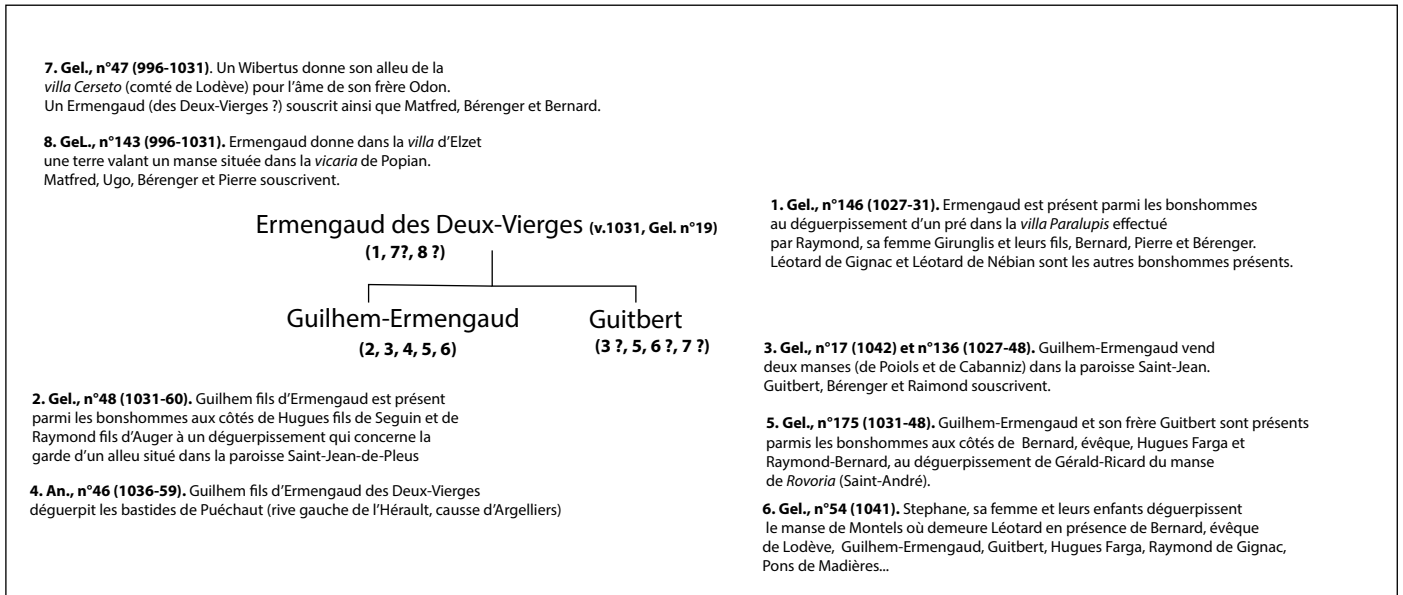 7. Gel., n°47 (996-1031). Un Wibertus donne son alleu de la
villa Cerseto (comté de Lodève) pour l’âme de son frère Odon.
Un Ermengaud (des Deux-Vierges ?) souscrit ainsi que Matfred, Bérenger et Bernard.
8. GeL., n°143 (996-1031). Ermengaud donne dans la villa d’Elzet
une terre valant un manse située dans la vicaria de Popian.
Matfred, Ugo, Bérenger et Pierre souscrivent.
Ermengaud des Deux-Vierges (v.1031, Gel. n°19)
(1, 7?, 8 ?)
1. Gel., n°146 (1027-31). Ermengaud est présent parmi les bonshommes
au déguerpissement d’un pré dans la villa Paralupis effectué
par Raymond, sa femme Girunglis et leurs fils, Bernard, Pierre et Bérenger.
Léotard de Gignac et Léotard de Nébian sont les autres bonshommes présents.
Guilhem-Ermengaud
(2, 3, 4, 5, 6)
Guitbert
(3 ?, 5, 6 ?, 7 ?)
2. Gel., n°48 (1031-60). Guilhem fils d’Ermengaud est présent
parmi les bonshommes aux côtés de Hugues fils de Seguin et de
Raymond fils d’Auger à un déguerpissement qui concerne la
garde d’un alleu situé dans la paroisse Saint-Jean-de-Pleus
4. An., n°46 (1036-59). Guilhem fils d’Ermengaud des Deux-Vierges
déguerpit les bastides de Puéchaut (rive gauche de l’Hérault, causse d’Argelliers)
3. Gel., n°17 (1042) et n°136 (1027-48). Guilhem-Ermengaud vend
deux manses (de Poiols et de Cabanniz) dans la paroisse Saint-Jean.
Guitbert, Bérenger et Raimond souscrivent.
5. Gel., n°175 (1031-48). Guilhem-Ermengaud et son frère Guitbert sont présents
parmis les bonshommes aux côtés de Bernard, évêque, Hugues Farga et
Raymond-Bernard, au déguerpissement de Gérald-Ricard du manse
de Rovoria (Saint-André).
6. Gel., n°54 (1041). Stephane, sa femme et leurs enfants déguerpissent
le manse de Montels où demeure Léotard en présence de Bernard, évêque
de Lodève, Guilhem-Ermengaud, Guitbert, Hugues Farga, Raymond de Gignac,
Pons de Madières...